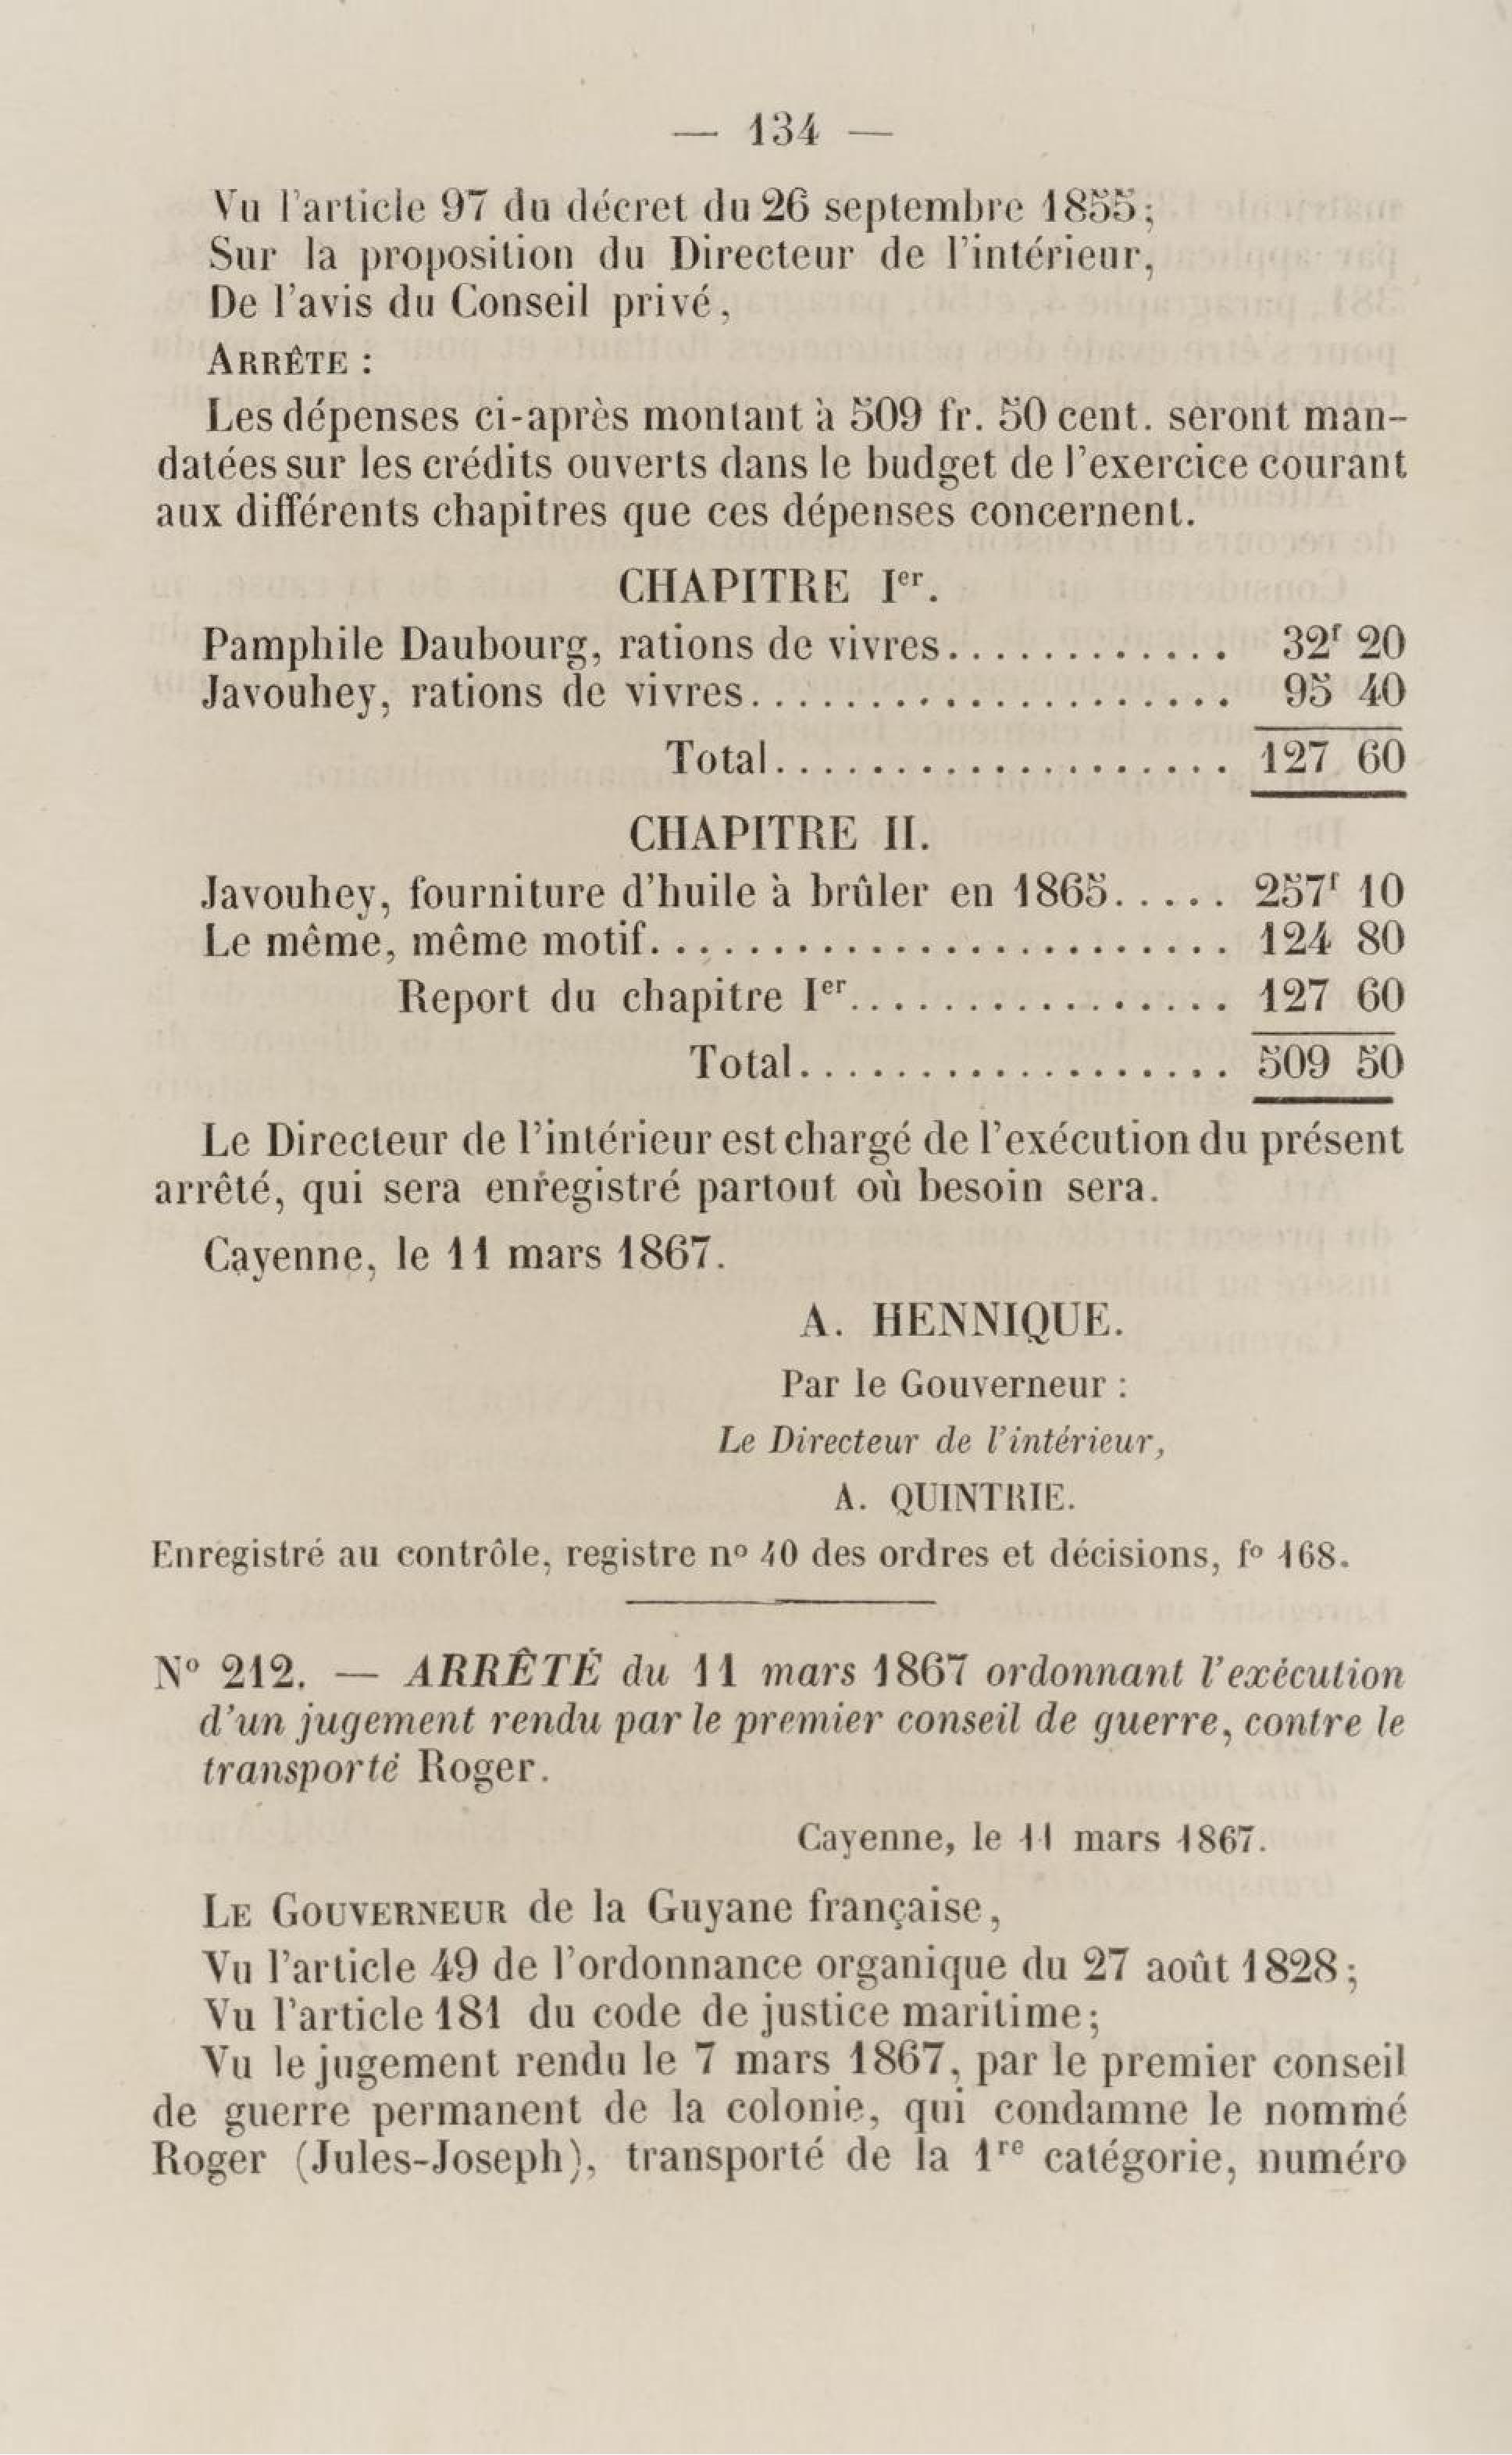 — 134 —
Vu l'article 97 du décret du 26 septembre 1855;
Sur la proposition du Directeur de l'intérieur,
De l'avis du Conseil privé,
ARRÊTE :
Les dépenses ci-après montant à 509 fr. 50 cent. seront man-
datées sur les crédits ouverts dans le budget de l'exercice courant
aux différents chapitres que ces dépenses concernent.
CHAPITRE Ier.
Pamphile Daubourg, rations de vivres............ 32f 20
Javouhey, rations de vivres.................... 95 40
Total................... 127 60
CHAPITRE II.
Javouhey, fourniture d'huile à brûler en 1865..... 257f 10
Le même, même motif........................ 124 80
Report du chapitre Ier................ 127 60
Total.................. 509 50
Le Directeur de l'intérieur est chargé de l'exécution du présent
arrêté, qui sera enregistré partout où besoin sera.
Cayenne, le 11 mars 1867.
A. HENNIQUE.
Par le Gouverneur :
Le Directeur de l'intérieur,
A. QUINTRIE.
Enregistré au contrôle, registre nº 40 des ordres et décisions, fº 168.
Nº 212. — ARRÊTÉ du 11 mars 1867 ordonnant l'exécution
d'un jugement rendu par le premier conseil de guerre, contre le
transporté Roger.
Cayenne, le 11 mars 1867.
LE GOUVERNEUR de la Guyane française,
Vu l'article 49 de l'ordonnance organique du 27 août 1828;
Vu l'article 181 du code de justice maritime;
Vu le jugement rendu le 7 mars 1867, par le premier conseil
de guerre permanent de la colonie, qui condamne le nommé
Roger (Jules-Joseph), transporté de la 1re catégorie, numéro